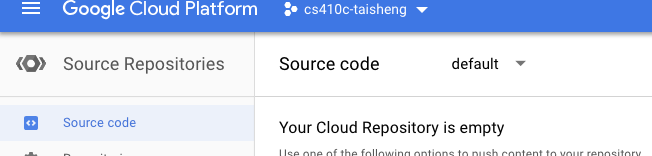 Google Cloud Platform cs410c-taisheng
Source Repositories Source code default
Source code
Your Cloud Repository is empty
Use one of the following options to push content to your repository